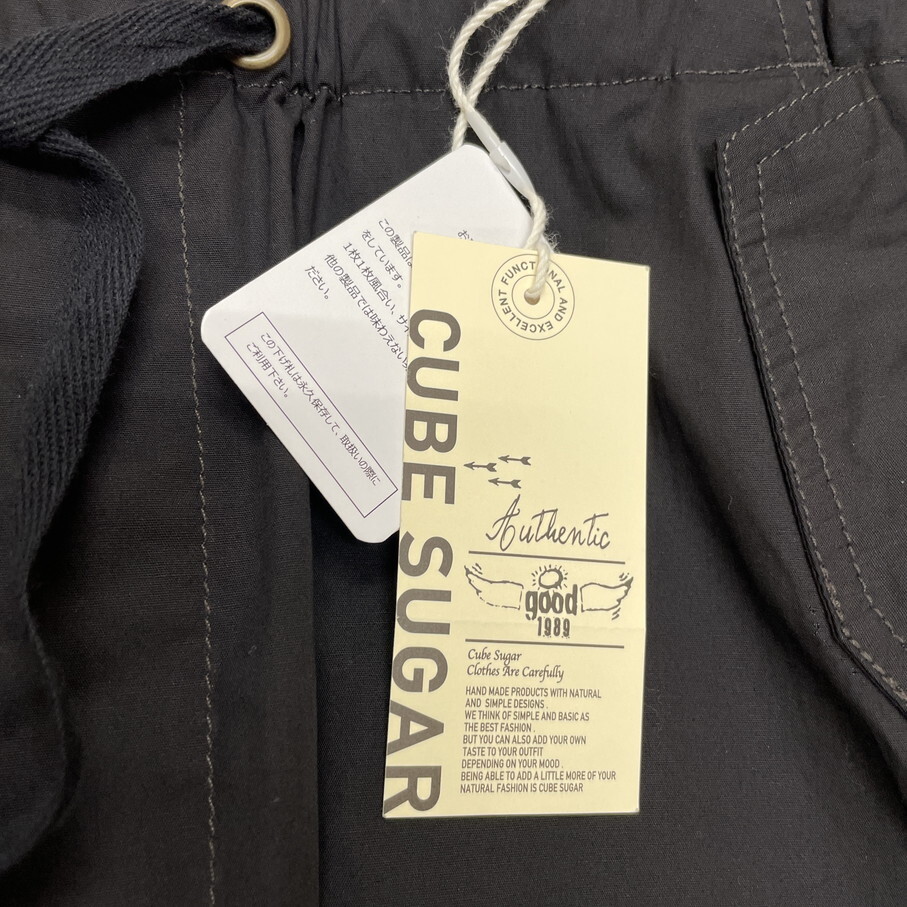 この製品は
をしています。
1枚1枚風合い、サイ
他の製品では味わえない
ださい。
この下げ札は永久保存して、取扱いの際に
ご利用下さい。
FUNCTIONAL AND EXCELLENT
CUBE SUGAR
Authentic
good
1989
Cube Sugar
Clothes Are Carefully
HAND MADE PRODUCTS WITH NATURAL
AND SIMPLE DESIGNS .
WE THINK OF SIMPLE AND BASIC AS
THE BEST FASHION .
BUT YOU CAN ALSO ADD YOUR OWN
TASTE TO YOUR OUTFIT
DEPENDING ON YOUR MOOD .
BEING ABLE TO ADD A LITTLE MORE OF YOUR
NATURAL FASHION IS CUBE SUGAR